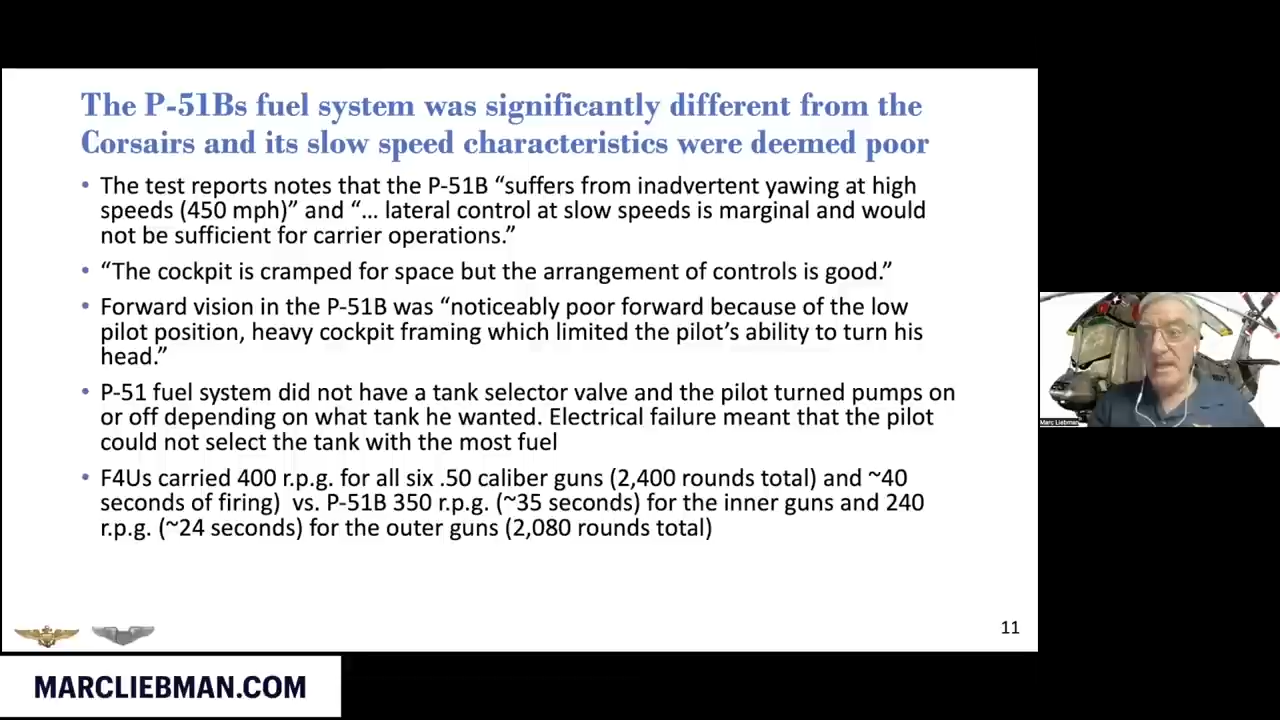 The P-51Bs fuel system was significantly different from the
Corsairs and its slow speed characteristics were deemed poor
• The test reports notes that the P-51B “suffers from inadvertent yawing at high
speeds (450 mph)” and “… lateral control at slow speeds is marginal and would
not be sufficient for carrier operations.”
• “The cockpit is cramped for space but the arrangement of controls is good.”
• Forward vision in the P-51B was “noticeably poor forward because of the low
pilot position, heavy cockpit framing which limited the pilot’s ability to turn his
head.”
• P-51 fuel system did not have a tank selector valve and the pilot turned pumps on
or off depending on what tank he wanted. Electrical failure meant that the pilot
could not select the tank with the most fuel
• F4Us carried 400 r.p.g. for all six .50 caliber guns (2,400 rounds total) and ~40
seconds of firing) vs. P-51B 350 r.p.g. (~35 seconds) for the inner guns and 240
r.p.g. (~24 seconds) for the outer guns (2,080 rounds total)
11
Marc Liebman
MARCLIEBMAN.COM